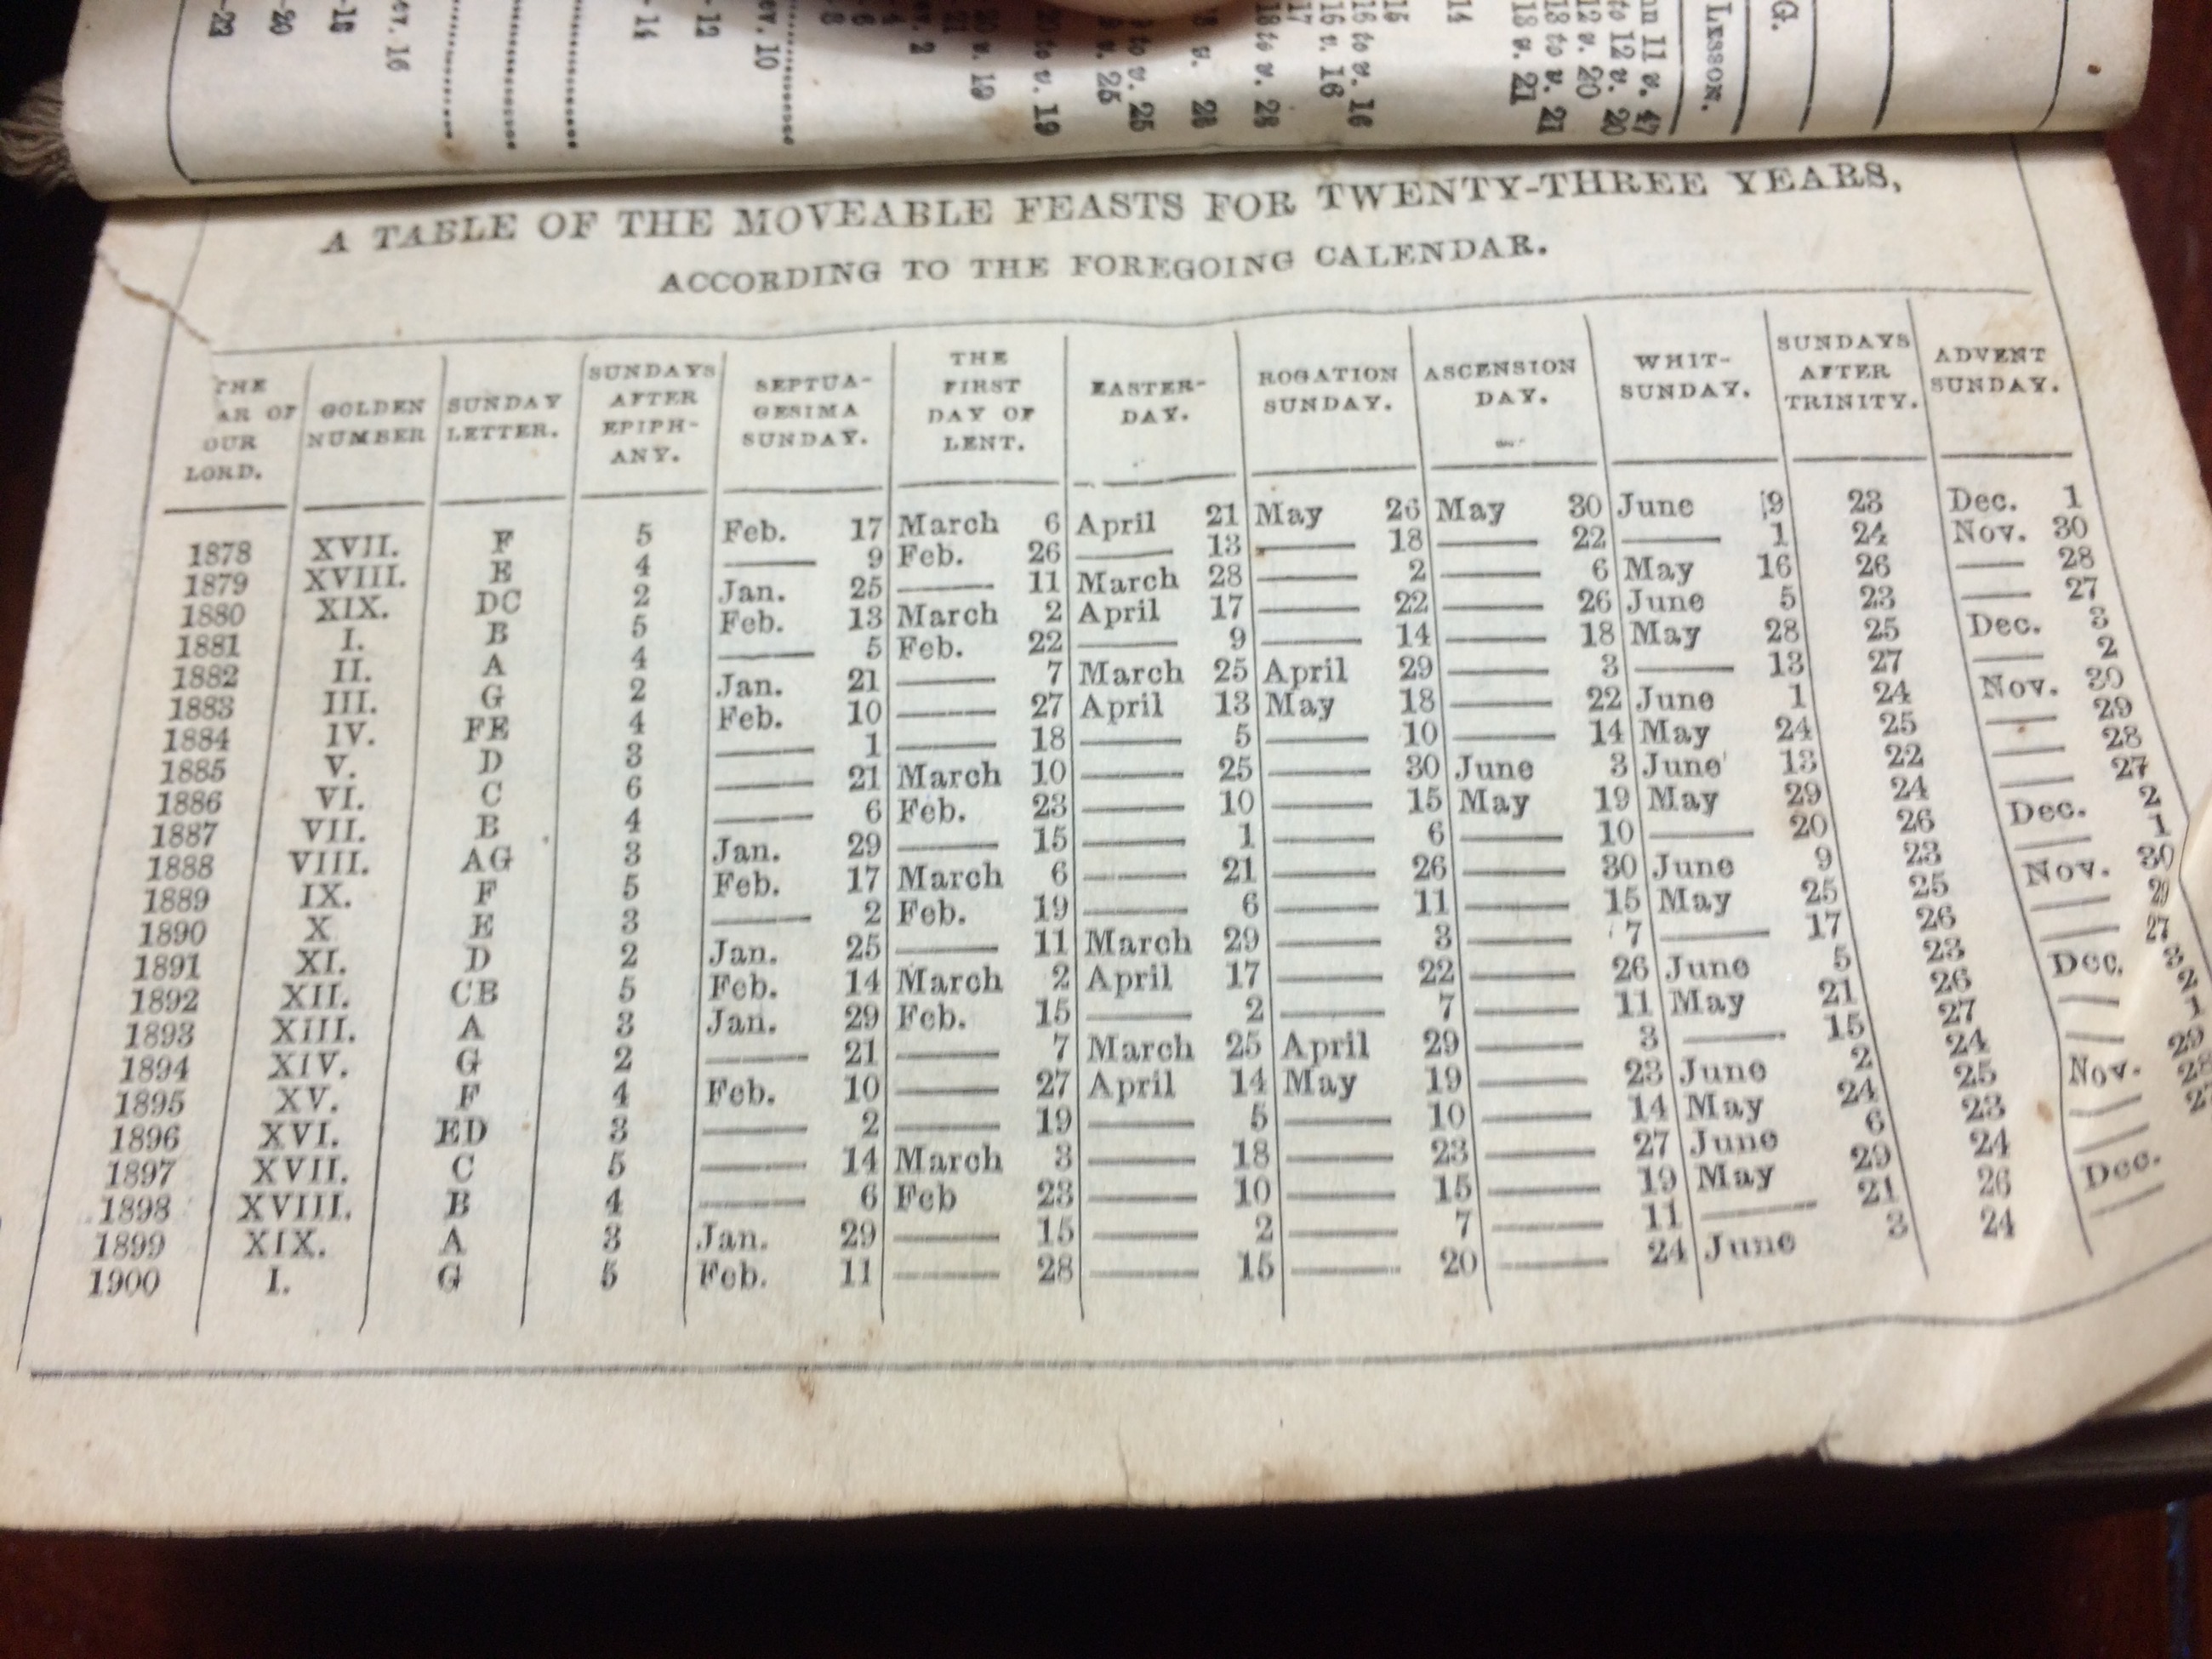 LESSON.
G.
A TABLE OF THE MOVEABLE FEASTS FOR TWENTY-THREE YEARS,
ACCORDING TO THE FOREGOING CALENDAR.
THE AR OF OUR LORD. GOLDEN NUMBER SUNDAY LETTER. SUNDAYS AFTER EPIPH-ANY. SEPTUA-GESIMA SUNDAY. THE FIRST DAY OF LENT. EASTER-DAY. ROGATION SUNDAY. ASCENSION DAY. WHIT-SUNDAY. SUNDAYS AFTER TRINITY. ADVENT SUNDAY.
1878 XVII. F 5 Feb. 17 March 6 April 21 May 26 May 30 June 9 23 Dec. 1
1879 XVIII. E 4 — 9 Feb. 26 — 13 — 18 — 22 — 1 24 Nov. 30
1880 XIX. DC 2 Jan. 25 — 11 March 28 — 2 — 6 May 16 26 — 28
1881 I. B 5 Feb. 13 March 2 April 17 — 22 — 26 June 5 23 — 27
1882 II. A 4 — 5 Feb. 22 — 9 — 14 — 18 May 28 25 Dec. 3
1883 III. G 2 Jan. 21 — 7 March 25 April 29 — 3 — 13 27 — 2
1884 IV. FE 4 Feb. 10 — 27 April 13 May 18 — 22 June 1 24 Nov. 30
1885 V. D 3 — 1 — 18 — 5 — 10 — 14 May 24 25 — 29
1886 VI. C 6 — 21 March 10 — 25 — 30 June 3 June 13 22 — 28
1887 VII. B 4 — 6 Feb. 23 — 10 — 15 May 19 May 29 24 — 27
1888 VIII. AG 3 Jan. 29 — 15 — 1 — 6 — 10 — 20 26 Dec. 2
1889 IX. F 5 Feb. 17 March 6 — 21 — 26 — 30 June 9 23 — 1
1890 X E 3 — 2 Feb. 19 — 6 — 11 — 15 May 25 25 Nov. 30
1891 XI. D 2 Jan. 25 — 11 March 29 — 3 — 7 — 17 26 — 29
1892 XII. CB 5 Feb. 14 March 2 April 17 — 22 — 26 June 5 23 — 27
1893 XIII. A 3 Jan. 29 Feb. 15 — 2 — 7 — 11 May 21 26 Dec. 3
1894 XIV. G 2 — 21 — 7 March 25 April 29 — 3 — 15 27 — 2
1895 XV. F 4 Feb. 10 — 27 April 14 May 19 — 23 June 2 24 — 1
1896 XVI. ED 3 — 2 — 19 — 5 — 10 — 14 May 24 25 Nov. 29
1897 XVII. C 5 — 14 March 3 — 18 — 23 — 27 June 6 23 — 28
1898 XVIII. B 4 — 6 Feb 23 — 10 — 15 — 19 May 29 24 —
1899 XIX. A 3 Jan. 29 — 15 — 2 — 7 — 11 — 21 26 Dec.
1900 I. G 5 Feb. 11 — 28 — 15 — 20 — 24 June 3 24 —